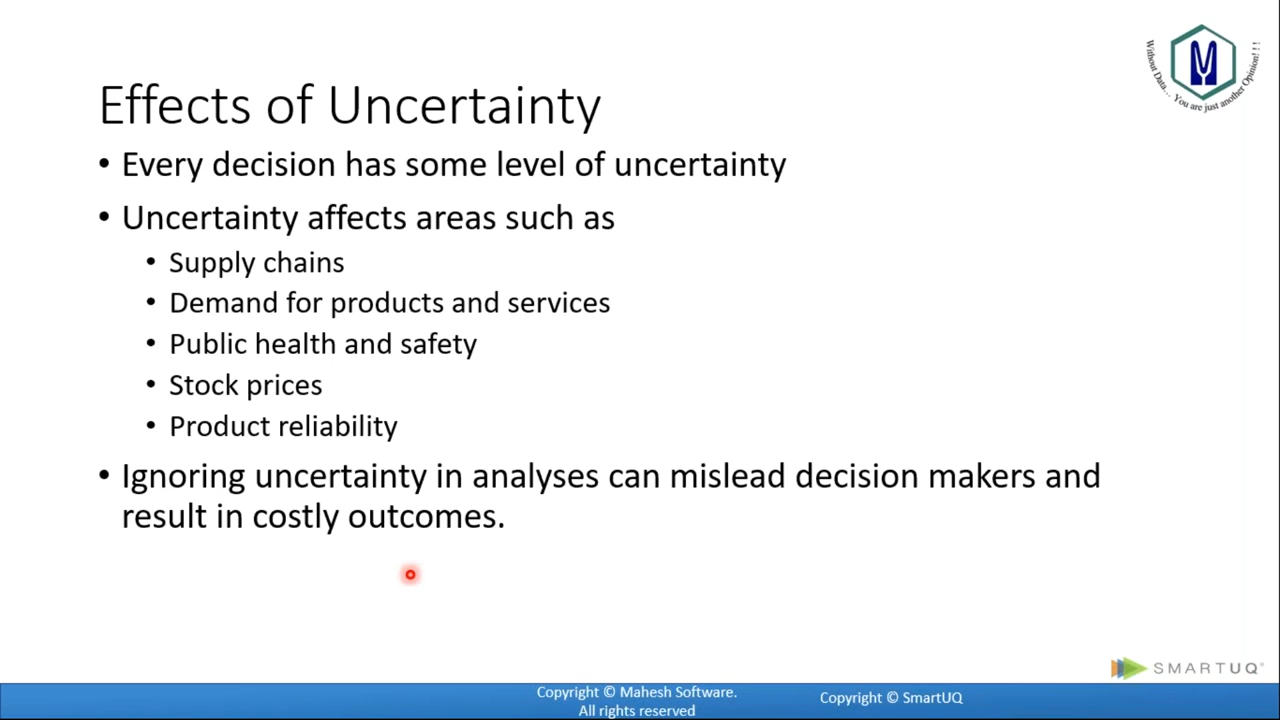 Without Data... You are just another Opinion!!!
Effects of Uncertainty
• Every decision has some level of uncertainty
• Uncertainty affects areas such as
• Supply chains
• Demand for products and services
• Public health and safety
• Stock prices
• Product reliability
• Ignoring uncertainty in analyses can mislead decision makers and
result in costly outcomes.
SMARTUQ®
Copyright © Mahesh Software.
All rights reserved
Copyright © SmartUQ